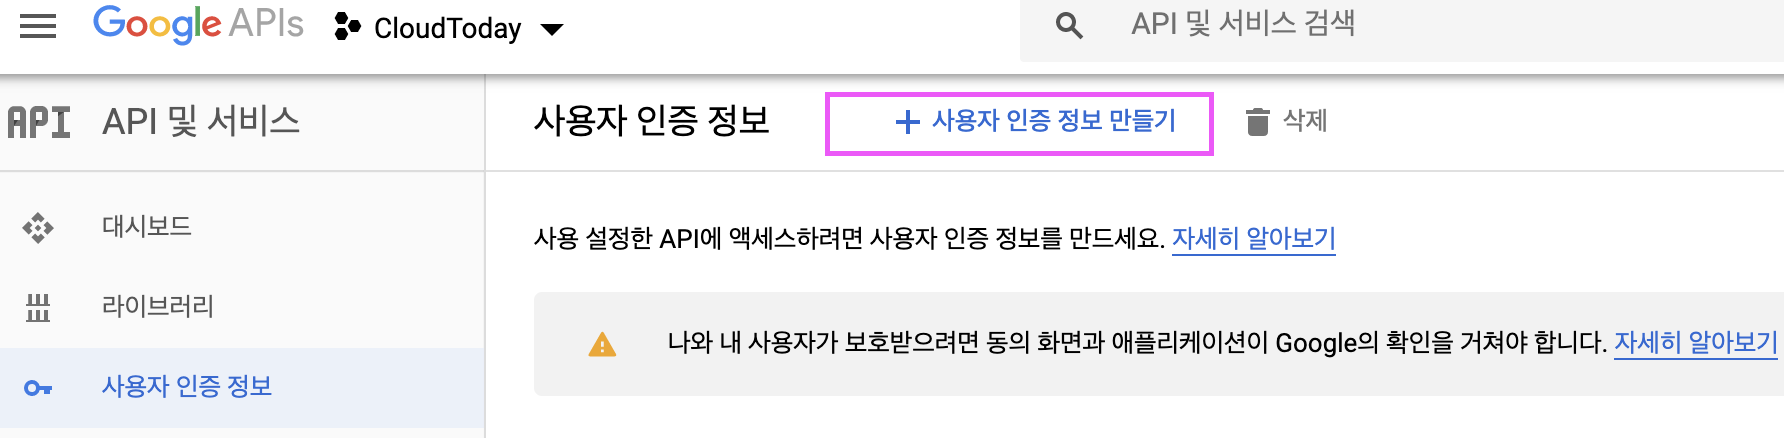 Google APIs CloudToday API 및 서비스 검색
API API 및 서비스
사용자 인증 정보 + 사용자 인증 정보 만들기 삭제
대시보드
라이브러리
사용자 인증 정보
사용 설정한 API에 액세스하려면 사용자 인증 정보를 만드세요. 자세히 알아보기
나와 내 사용자가 보호받으려면 동의 화면과 애플리케이션이 Google의 확인을 거쳐야 합니다. 자세히 알아보기